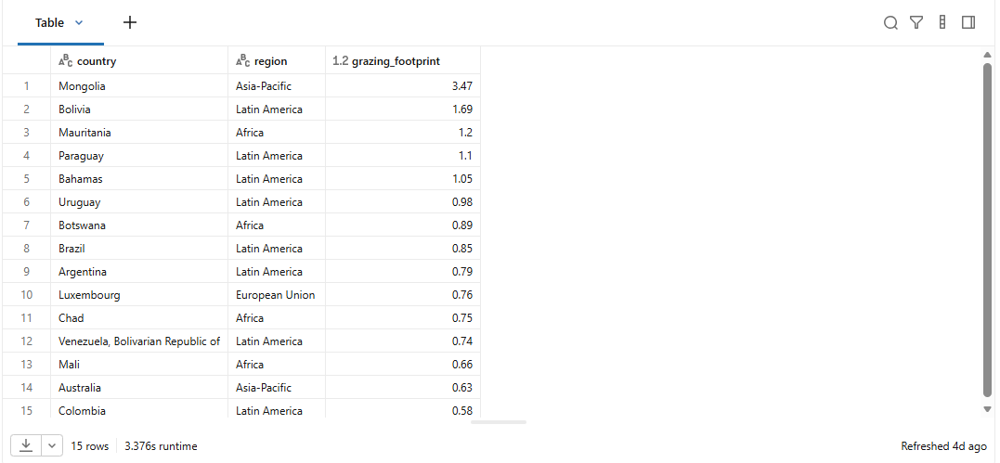 Table
ABC country ABC region 1.2 grazing_footprint
1 Mongolia Asia-Pacific 3.47
2 Bolivia Latin America 1.69
3 Mauritania Africa 1.2
4 Paraguay Latin America 1.1
5 Bahamas Latin America 1.05
6 Uruguay Latin America 0.98
7 Botswana Africa 0.89
8 Brazil Latin America 0.85
9 Argentina Latin America 0.79
10 Luxembourg European Union 0.76
11 Chad Africa 0.75
12 Venezuela, Bolivarian Republic of Latin America 0.74
13 Mali Africa 0.66
14 Australia Asia-Pacific 0.63
15 Colombia Latin America 0.58
15 rows 3.376s runtime Refreshed 4d ago